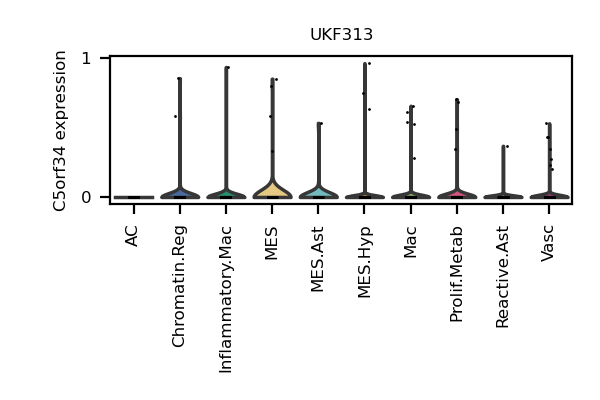 UKF313
C5orf34 expression
1
0
AC
Chromatin.Reg
Inflammatory.Mac
MES
MES.Ast
MES.Hyp
Mac
Prolif.Metab
Reactive.Ast
Vasc